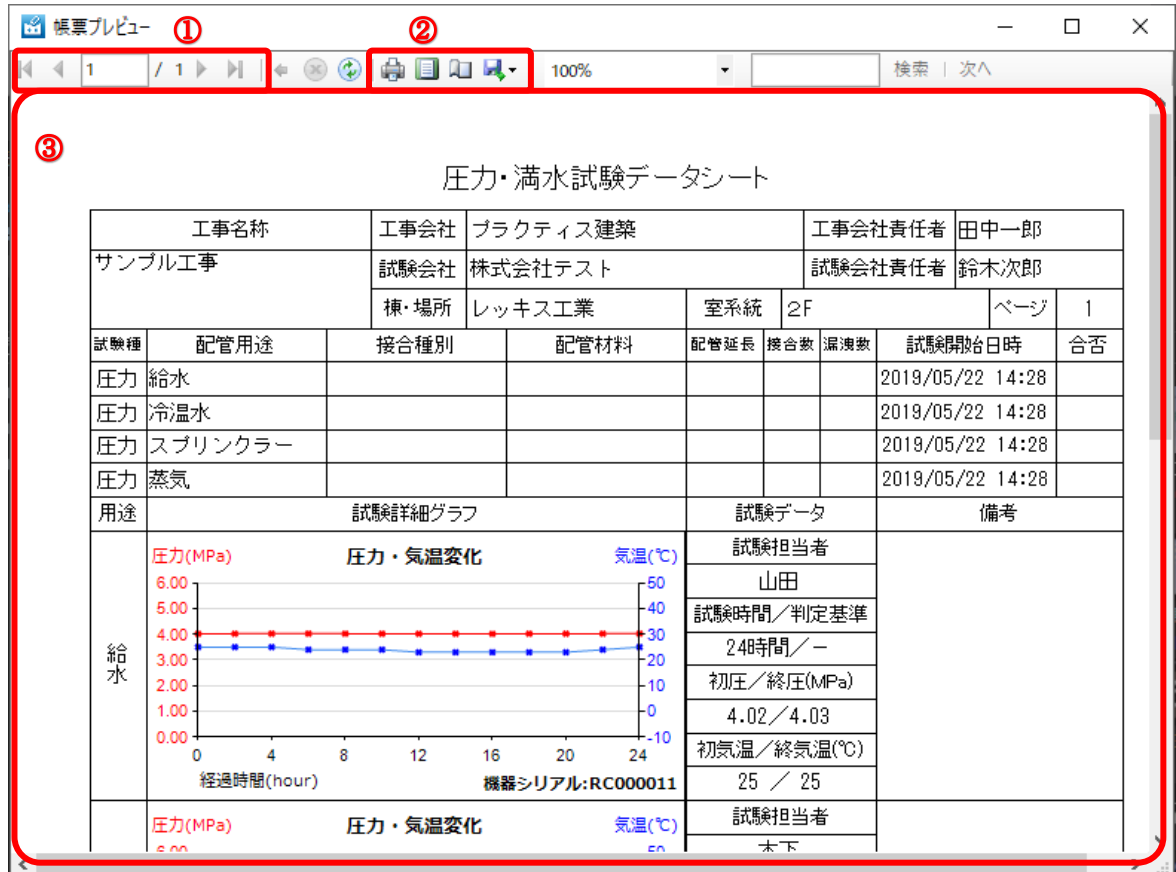 帳票プレビュー
①
②
1 / 1
100%
検索 | 次へ
③
圧力・満水試験データシート
工事名称 工事会社 プラクティス建築 工事会社責任者 田中一郎
サンプル工事 試験会社 株式会社テスト 試験会社責任者 鈴木次郎
棟・場所 レッキス工業 室系統 2F ページ 1
試験種 配管用途 接合種別 配管材料 配管延長 接合数 漏洩数 試験開始日時 合否
圧力 給水 2019/05/22 14:28
圧力 冷温水 2019/05/22 14:28
圧力 スプリンクラー 2019/05/22 14:28
圧力 蒸気 2019/05/22 14:28
用途 試験詳細グラフ 試験データ 備考
給水
圧力(MPa) 圧力・気温変化 気温(℃)
6.00 50
5.00 40
4.00 30
3.00 20
2.00 10
1.00 0
0.00 -10
0 4 8 12 16 20 24
経過時間(hour) 機器シリアル:RC000011
試験担当者
山田
試験時間／判定基準
24時間／－
初圧／終圧(MPa)
4.02／4.03
初気温／終気温(℃)
25 ／ 25
圧力(MPa) 圧力・気温変化 気温(℃)
6.00 50
試験担当者
木下